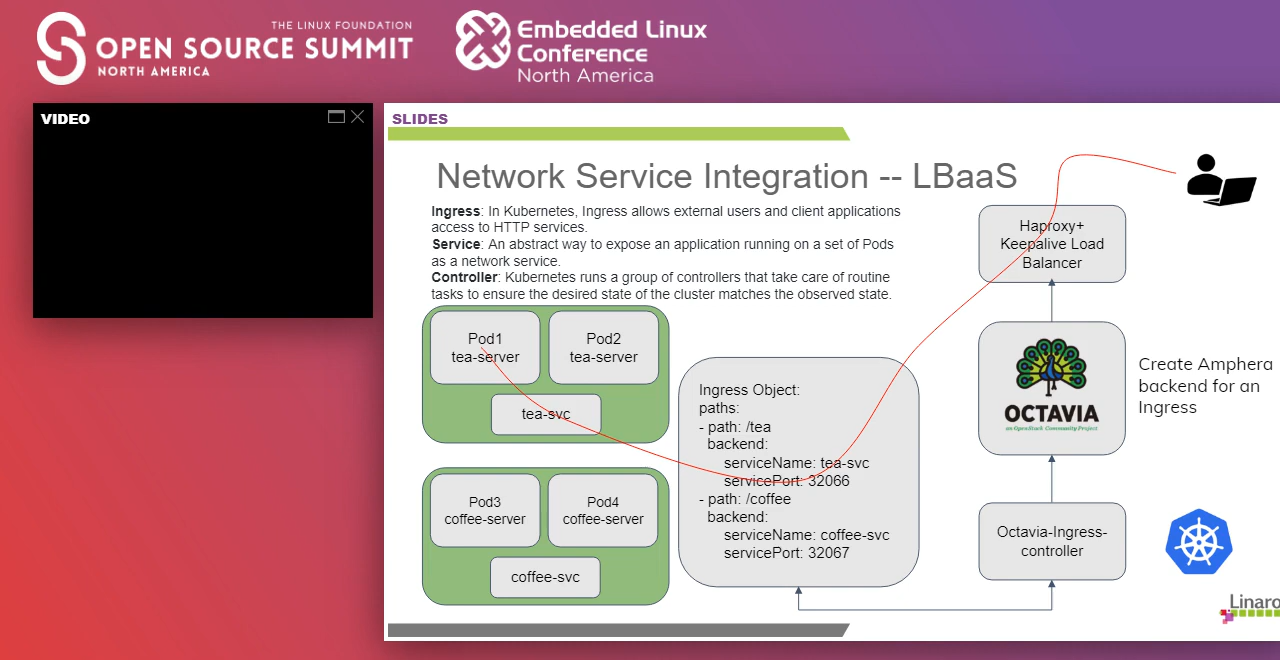 THE LINUX FOUNDATION
OPEN SOURCE SUMMIT
NORTH AMERICA
Embedded Linux
Conference
North America
VIDEO
SLIDES
Network Service Integration -- LBaaS
Ingress: In Kubernetes, Ingress allows external users and client applications
access to HTTP services.
Service: An abstract way to expose an application running on a set of Pods
as a network service.
Controller: Kubernetes runs a group of controllers that take care of routine
tasks to ensure the desired state of the cluster matches the observed state.
Pod1
tea-server
Pod2
tea-server
tea-svc
Pod3
coffee-server
Pod4
coffee-server
coffee-svc
Ingress Object:
paths:
- path: /tea
backend:
serviceName: tea-svc
servicePort: 32066
- path: /coffee
backend:
serviceName: coffee-svc
servicePort: 32067
Haproxy+
Keepalive Load
Balancer
OCTAVIA
an OpenStack Community Project
Create Amphera
backend for an
Ingress
Octavia-Ingress-
controller
Linaro